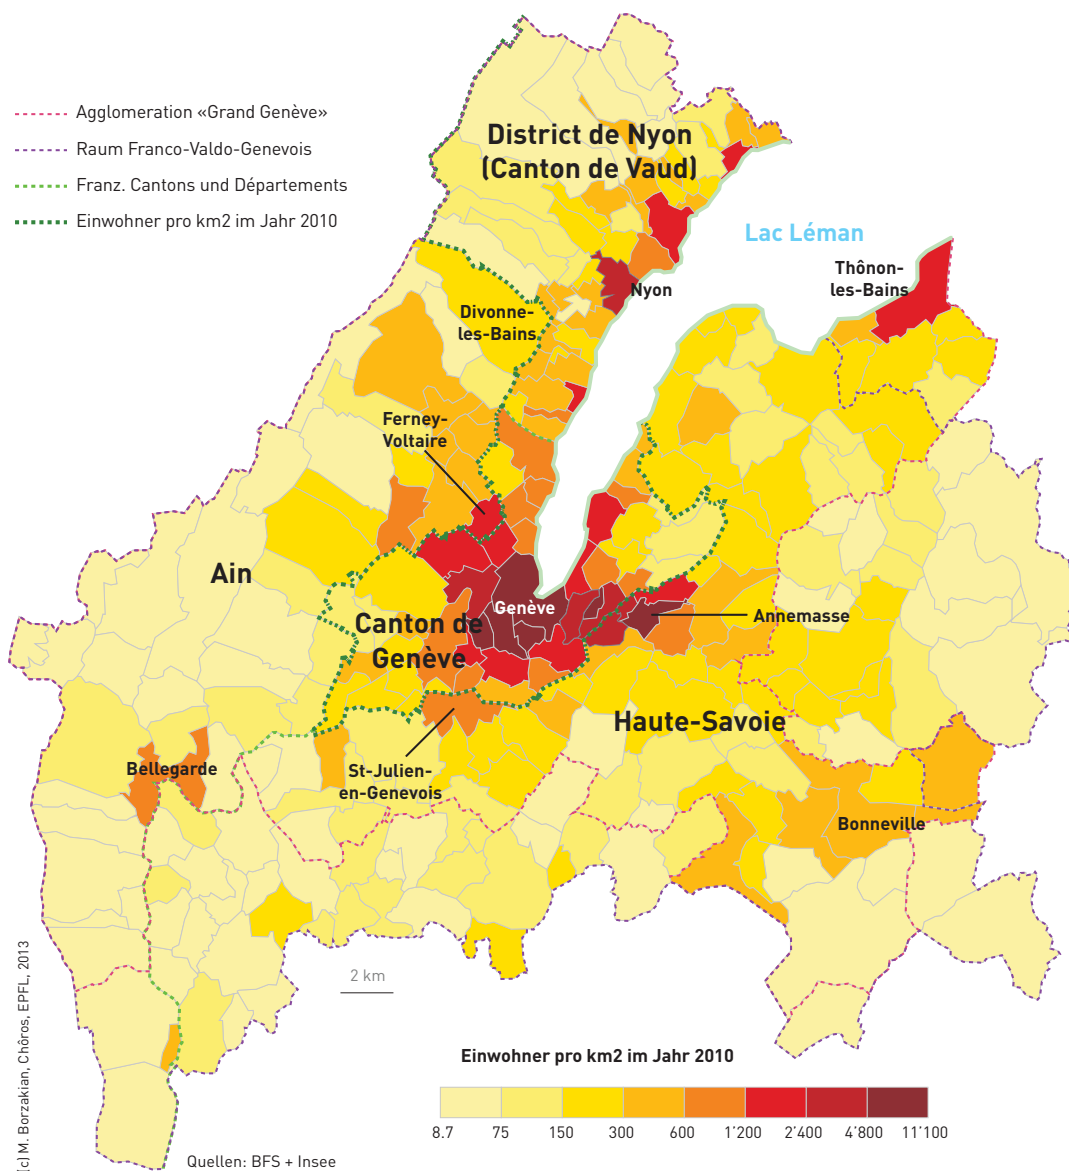 Agglomeration «Grand Genève»
Raum Franco-Valdo-Genevois
Franz. Cantons und Départements
Einwohner pro km2 im Jahr 2010
District de Nyon
(Canton de Vaud)
Lac Léman
Thônon-
les-Bains
Nyon
Divonne-
les-Bains
Ferney-
Voltaire
Ain
Genève
Annemasse
Canton de
Genève
Haute-Savoie
Bellegarde
St-Julien-
en-Genevois
Bonneville
2 km
Einwohner pro km2 im Jahr 2010
8.7 75 150 300 600 1'200 2'400 4'800 11'100
Quellen: BFS + Insee
(c) M. Borzakian, Chôros, EPFL, 2013